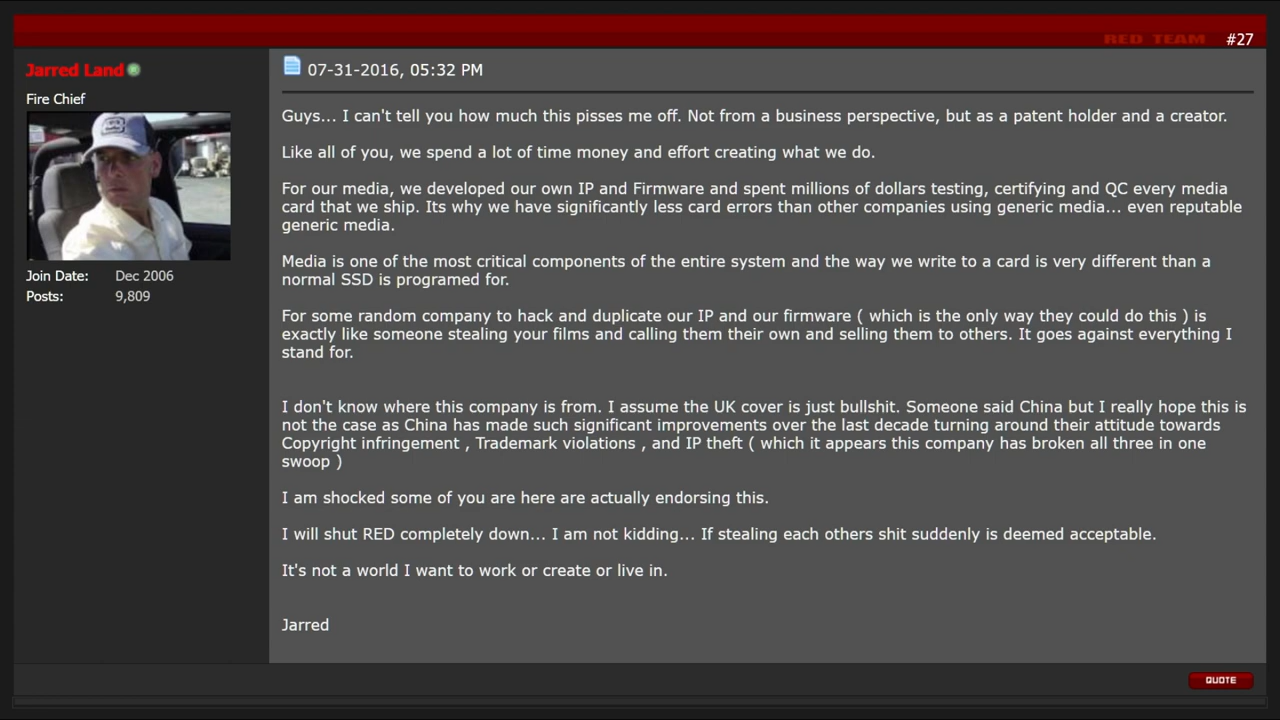 RED TEAM #27
Jarred Land
Fire Chief
Join Date: Dec 2006
Posts: 9,809
07-31-2016, 05:32 PM
Guys... I can't tell you how much this pisses me off. Not from a business perspective, but as a patent holder and a creator.
Like all of you, we spend a lot of time money and effort creating what we do.
For our media, we developed our own IP and Firmware and spent millions of dollars testing, certifying and QC every media
card that we ship. Its why we have significantly less card errors than other companies using generic media... even reputable
generic media.
Media is one of the most critical components of the entire system and the way we write to a card is very different than a
normal SSD is programed for.
For some random company to hack and duplicate our IP and our firmware ( which is the only way they could do this ) is
exactly like someone stealing your films and calling them their own and selling them to others. It goes against everything I
stand for.
I don't know where this company is from. I assume the UK cover is just bullshit. Someone said China but I really hope this is
not the case as China has made such significant improvements over the last decade turning around their attitude towards
Copyright infringement , Trademark violations , and IP theft ( which it appears this company has broken all three in one
swoop )
I am shocked some of you are here are actually endorsing this.
I will shut RED completely down... I am not kidding... If stealing each others shit suddenly is deemed acceptable.
It's not a world I want to work or create or live in.
Jarred
QUOTE